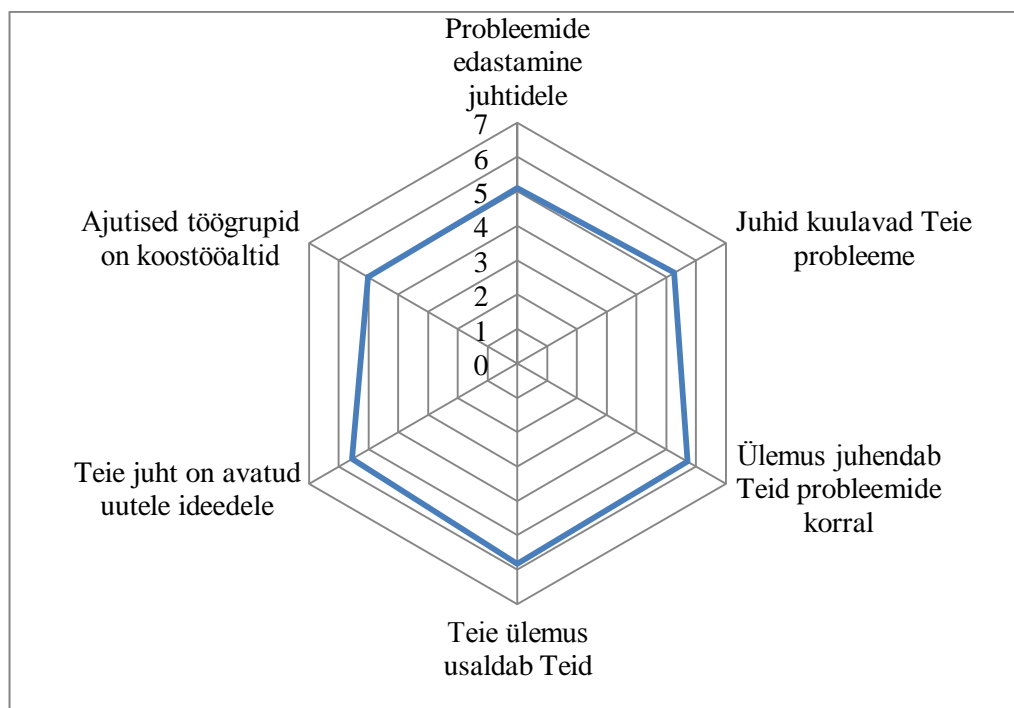 Probleemide
edastamine
juhtidele
7
6
5
4
3
2
1
0
Juhid kuulavad Teie
probleeme
Ülemus juhendab
Teid probleemide
korral
Teie ülemus
usaldab Teid
Teie juht on avatud
uutele ideedele
Ajutised töögrupid
on koostööaltid